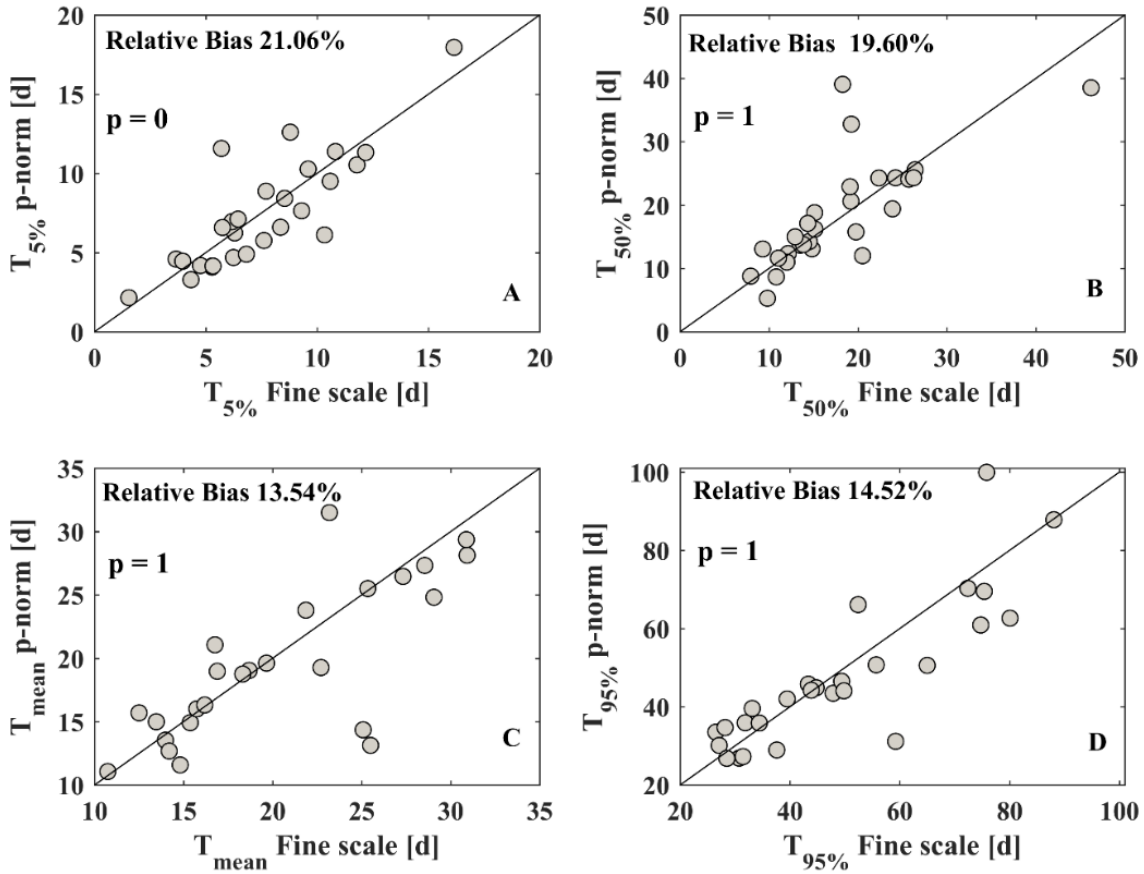 Relative Bias 21.06%
p = 0
A
T5% p-norm [d]
20
15
10
5
0
0 5 10 15 20
T5% Fine scale [d]
Relative Bias 19.60%
p = 1
B
T50% p-norm [d]
50
40
30
20
10
0
0 10 20 30 40 50
T50% Fine scale [d]
Relative Bias 13.54%
p = 1
C
Tmean p-norm [d]
35
30
25
20
15
10
10 15 20 25 30 35
Tmean Fine scale [d]
Relative Bias 14.52%
p = 1
D
T95% p-norm [d]
100
80
60
40
20
20 40 60 80 100
T95% Fine scale [d]